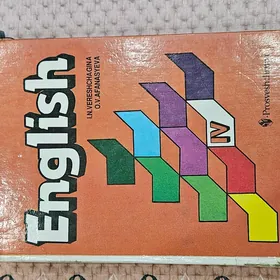 I.N.VERESHCHAGINA
O.V.AFANASYEVA
English
IV
Prosveshcheniye